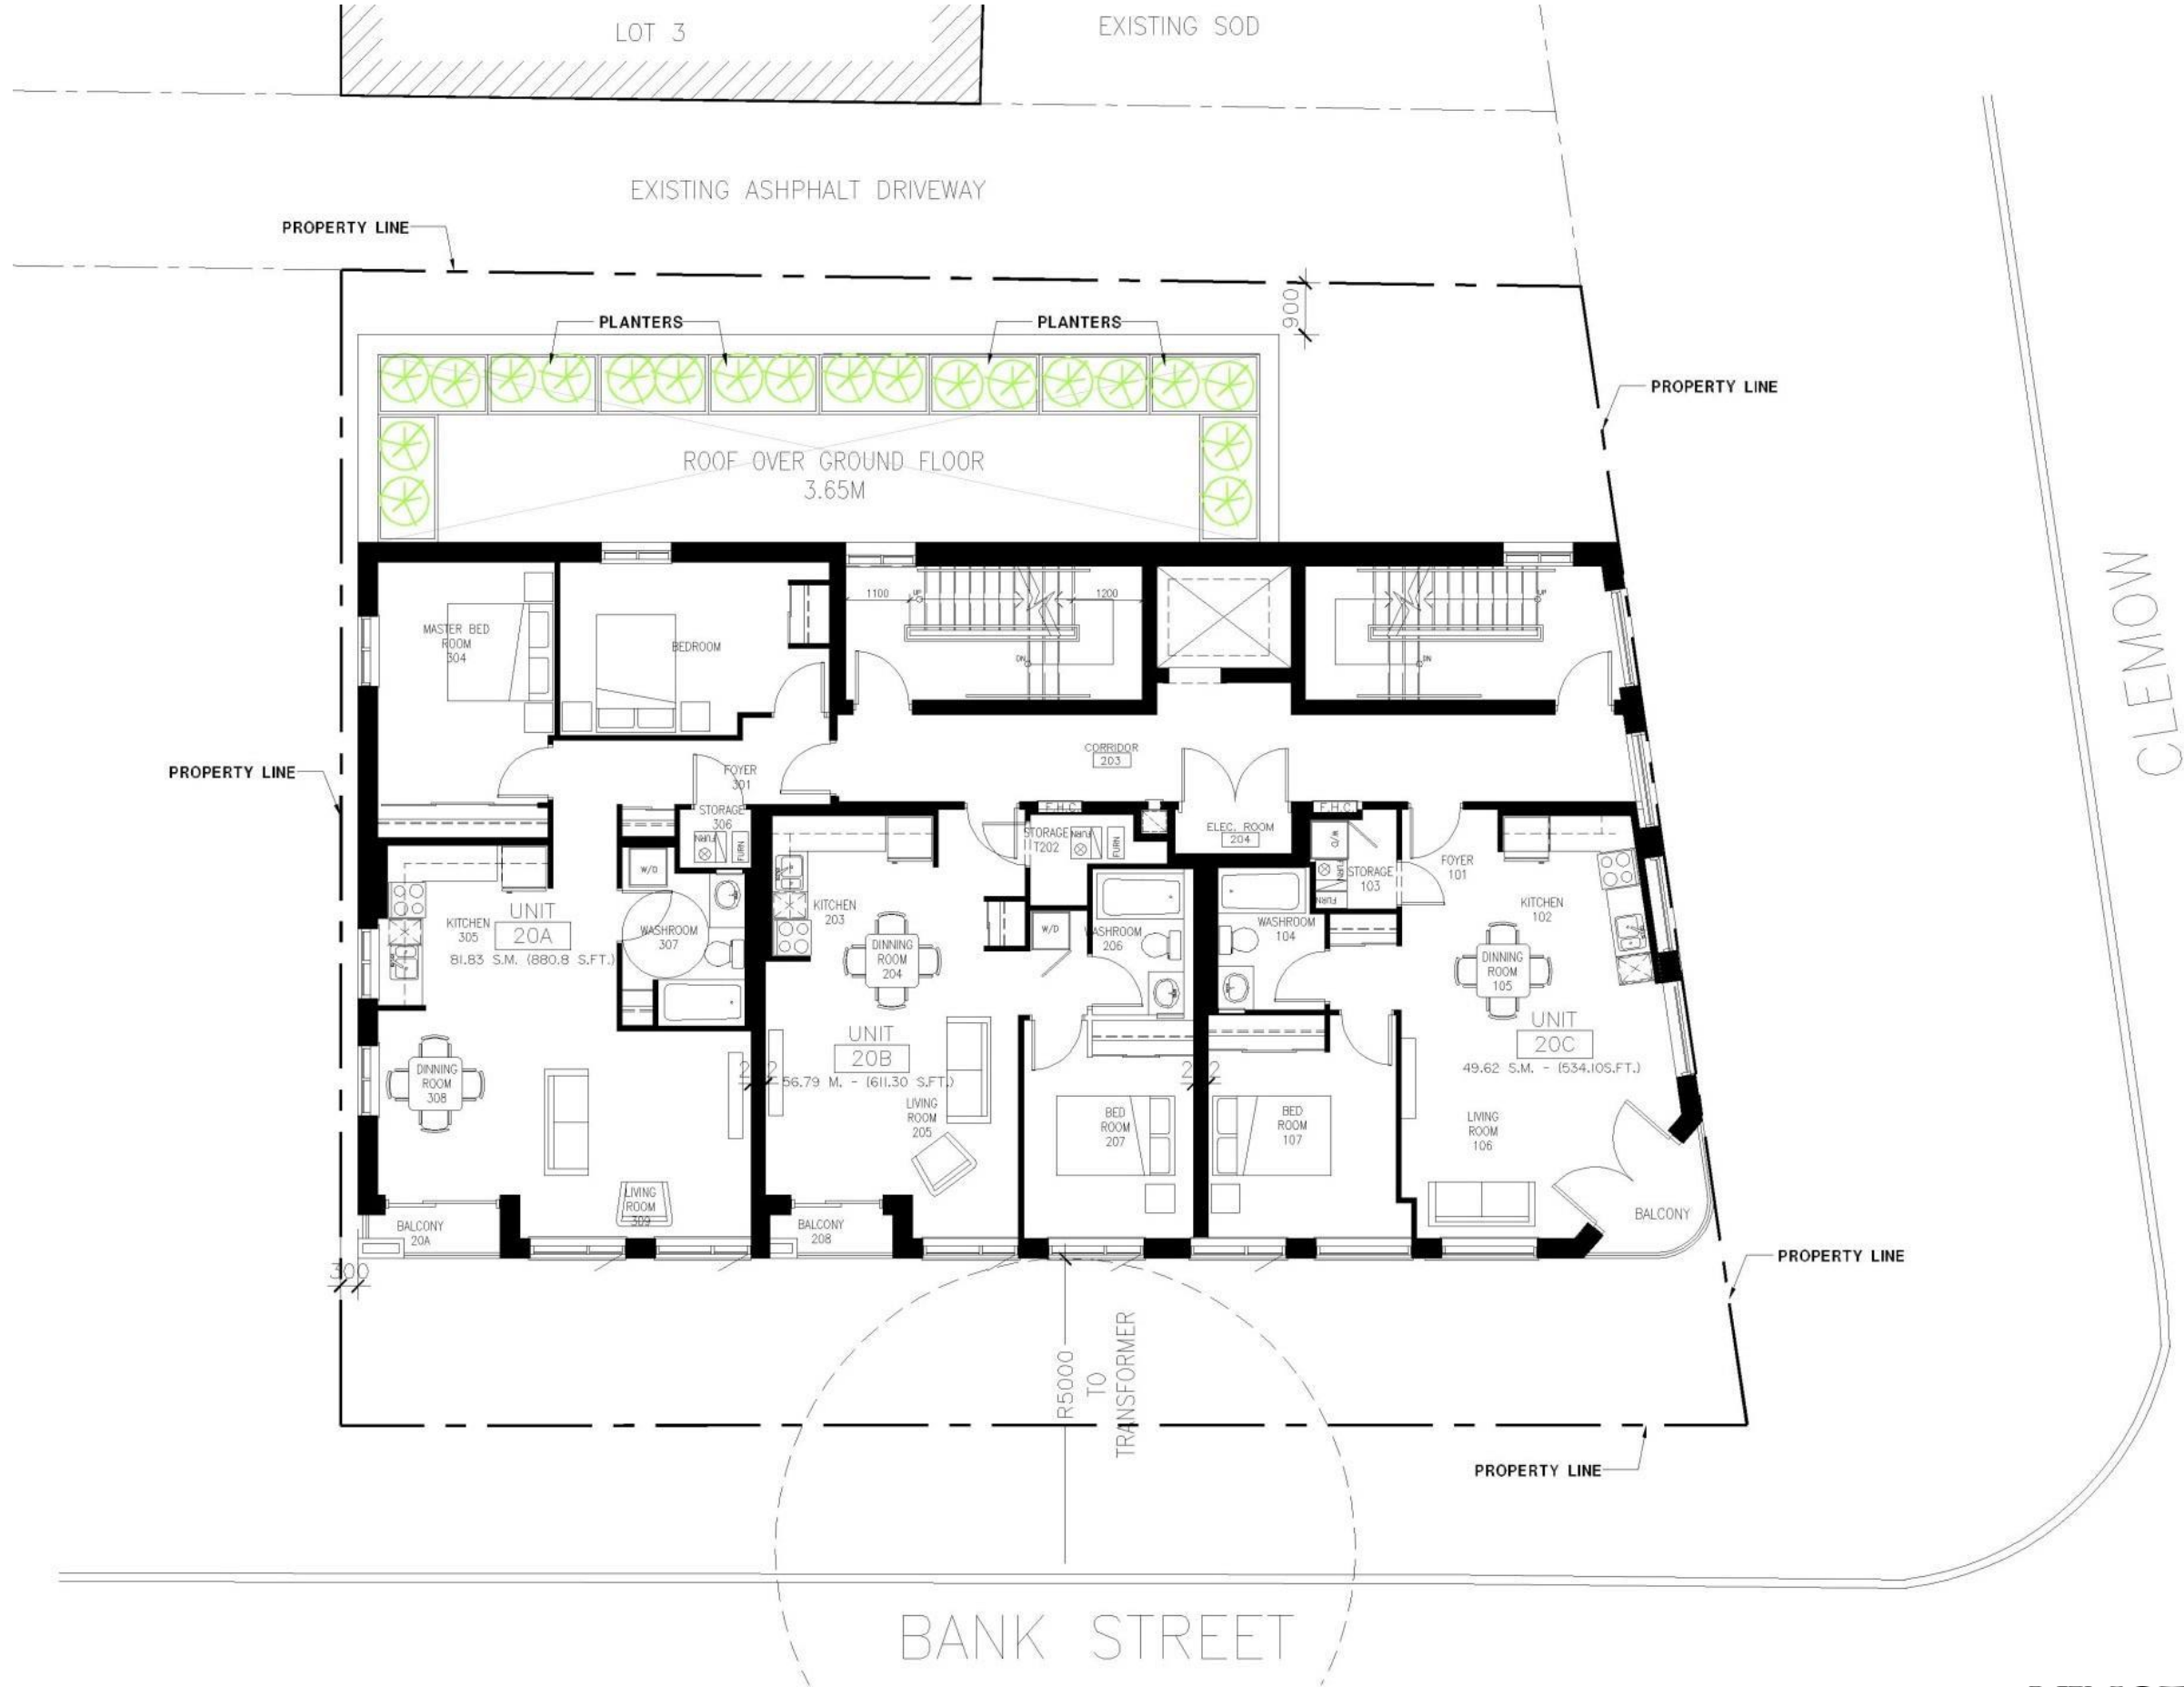 LOT 3
EXISTING SOD
EXISTING ASHPHALT DRIVEWAY
PROPERTY LINE
900
PLANTERS
PLANTERS
PROPERTY LINE
ROOF OVER GROUND FLOOR
3.65M
CLEMOW
1100
UP
1200
DN
UP
DN
MASTER BED
ROOM
304
BEDROOM
CORRIDOR
203
PROPERTY LINE
FOYER
301
STORAGE
306
FURN
FURN
W/D
F.H.C.
STORAGE
T202
FURN
FURN
ELEC. ROOM
204
F.H.C.
W/D
FURN
FURN
STORAGE
103
FOYER
101
KITCHEN
305
UNIT
20A
81.83 S.M. (880.8 S.FT.)
WASHROOM
307
KITCHEN
203
DINNING
ROOM
204
W/D
WASHROOM
206
WASHROOM
104
KITCHEN
102
DINNING
ROOM
105
UNIT
20B
56.79 M. - (611.30 S.FT.)
UNIT
20C
49.62 S.M. - (534.10S.FT.)
DINNING
ROOM
308
LIVING
ROOM
205
BED
ROOM
207
BED
ROOM
107
LIVING
ROOM
106
LIVING
ROOM
309
BALCONY
20A
BALCONY
208
BALCONY
300
PROPERTY LINE
R5000
TO
TRANSFORMER
PROPERTY LINE
BANK STREET